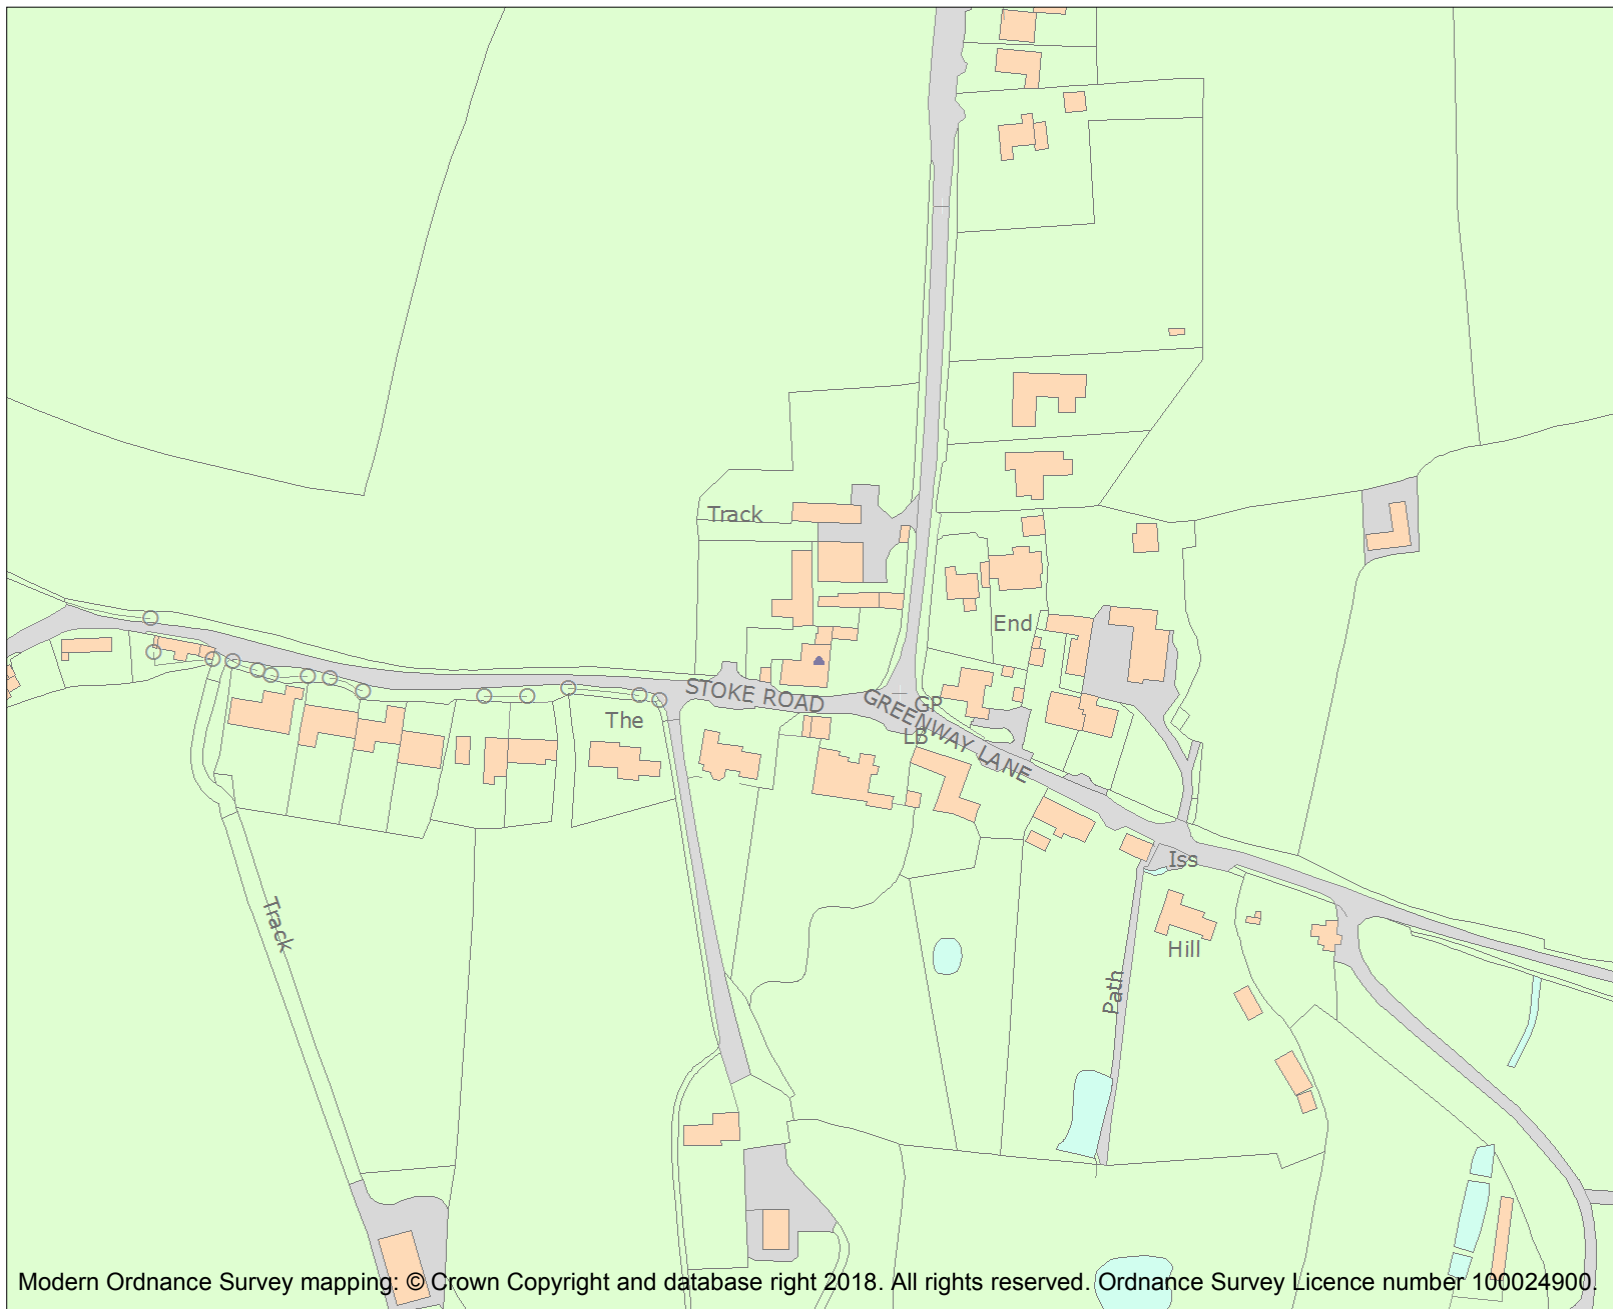 Track
End
STOKE ROAD
GREENWAY LANE
GP
The
LB
Iss
Track
Hill
Path
Modern Ordnance Survey mapping: © Crown Copyright and database right 2018. All rights reserved. Ordnance Survey Licence number 100024900.